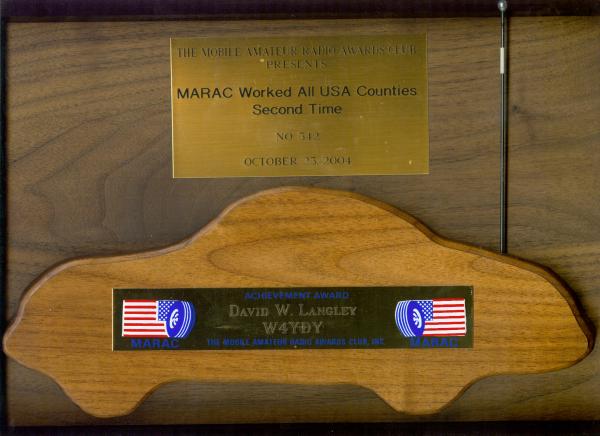 THE MOBILE AMATEUR RADIO AWARDS CLUB
PRESENTS
MARAC Worked All USA Counties
Second Time
NO 342
OCTOBER 23, 2004
ACHIEVEMENT AWARD
DAVID W. LANGLEY
W4YDY
MARAC
THE MOBILE AMATEUR RADIO AWARDS CLUB, INC.
MARAC